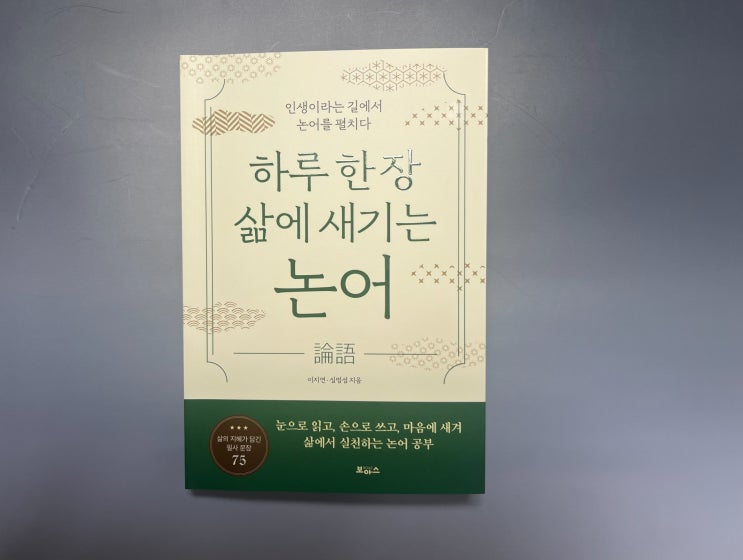 인생이라는 길에서
논어를 펼치다
하루 한 장
삶에 새기는
논어
論語
이지연·심범섭 지음
★★★
삶의 지혜가 담긴
필사 문장
75
눈으로 읽고, 손으로 쓰고, 마음에 새겨
삶에서 실천하는 논어 공부
보아스